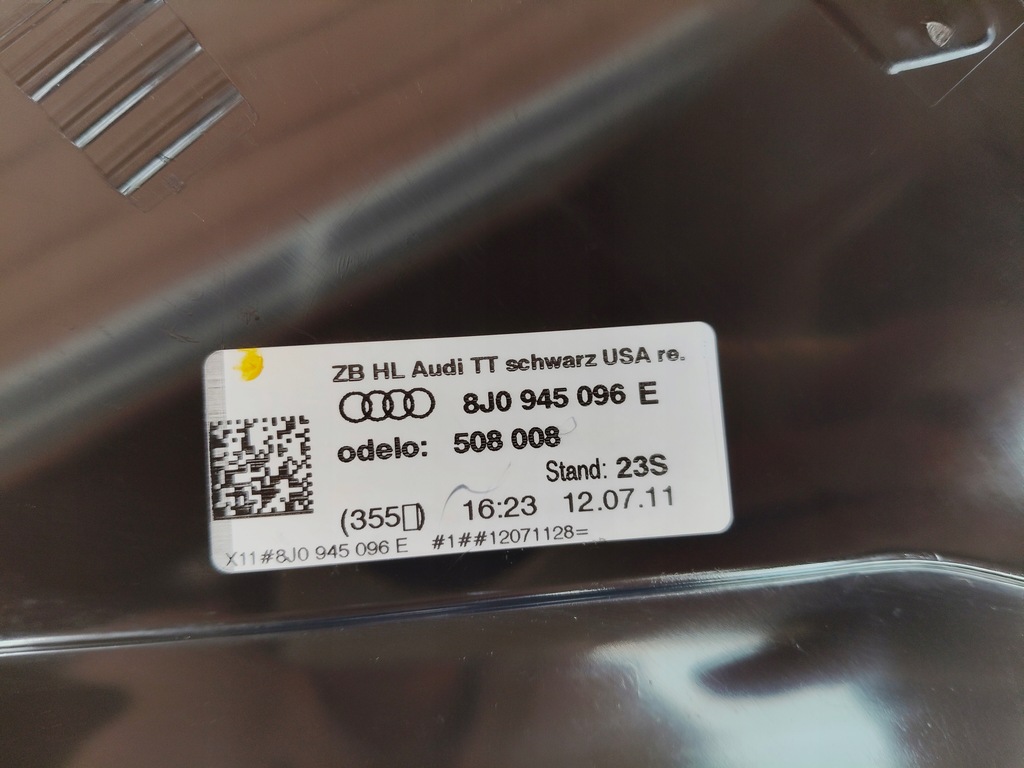 ZB HL Audi TT schwarz USA re.
8J0 945 096 E
odelo: 508 008
Stand: 23S
(355▯) 16:23 12.07.11
X11#8J0 945 096 E #1##12071128=